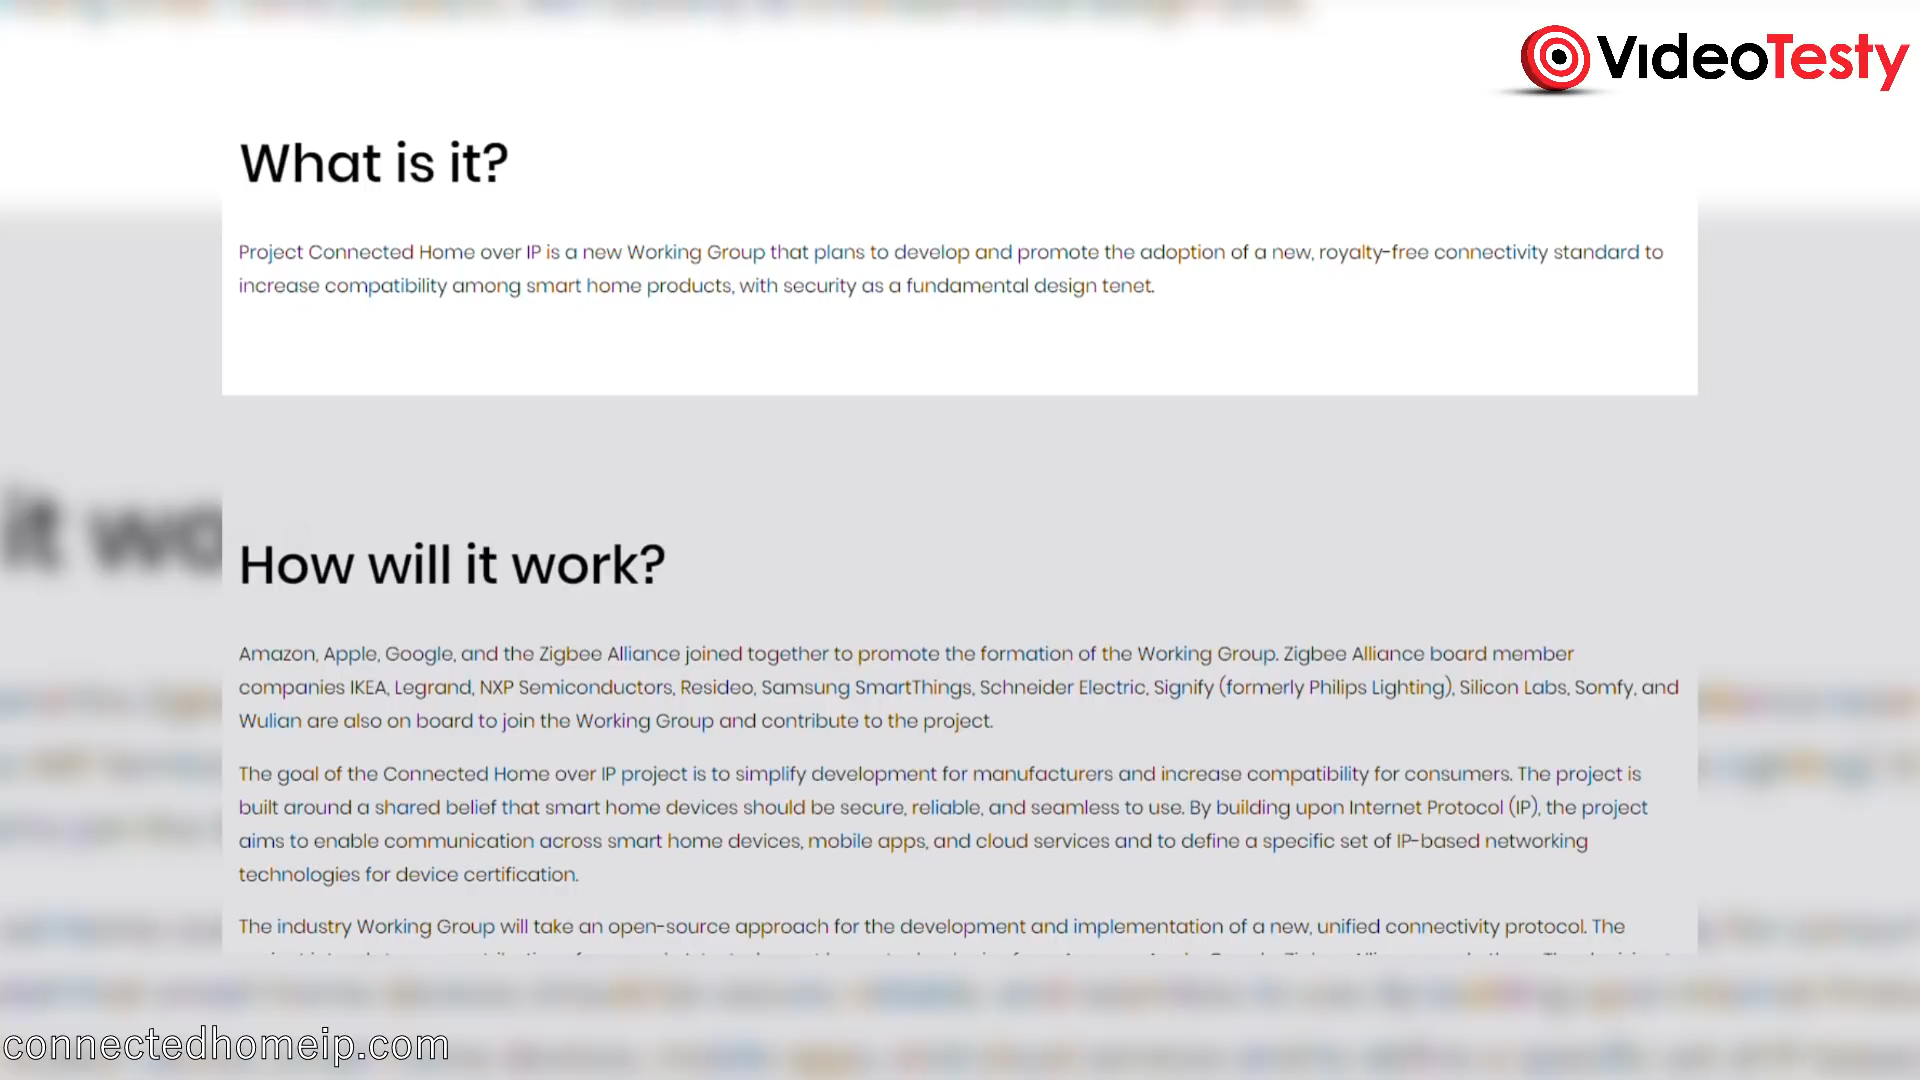 VideoTesty
What is it?
Project Connected Home over IP is a new Working Group that plans to develop and promote the adoption of a new, royalty-free connectivity standard to
increase compatibility among smart home products, with security as a fundamental design tenet.
it wo
How will it work?
Amazon, Apple, Google, and the Zigbee Alliance joined together to promote the formation of the Working Group. Zigbee Alliance board member
companies IKEA, Legrand, NXP Semiconductors, Resideo, Samsung SmartThings, Schneider Electric, Signify (formerly Philips Lighting), Silicon Labs, Somfy, and
Wulian are also on board to join the Working Group and contribute to the project.
The goal of the Connected Home over IP project is to simplify development for manufacturers and increase compatibility for consumers. The project is
built around a shared belief that smart home devices should be secure, reliable, and seamless to use. By building upon Internet Protocol (IP), the project
aims to enable communication across smart home devices, mobile apps, and cloud services and to define a specific set of IP-based networking
technologies for device certification.
The industry Working Group will take an open-source approach for the development and implementation of a new, unified connectivity protocol. The
connectedhomeip.com